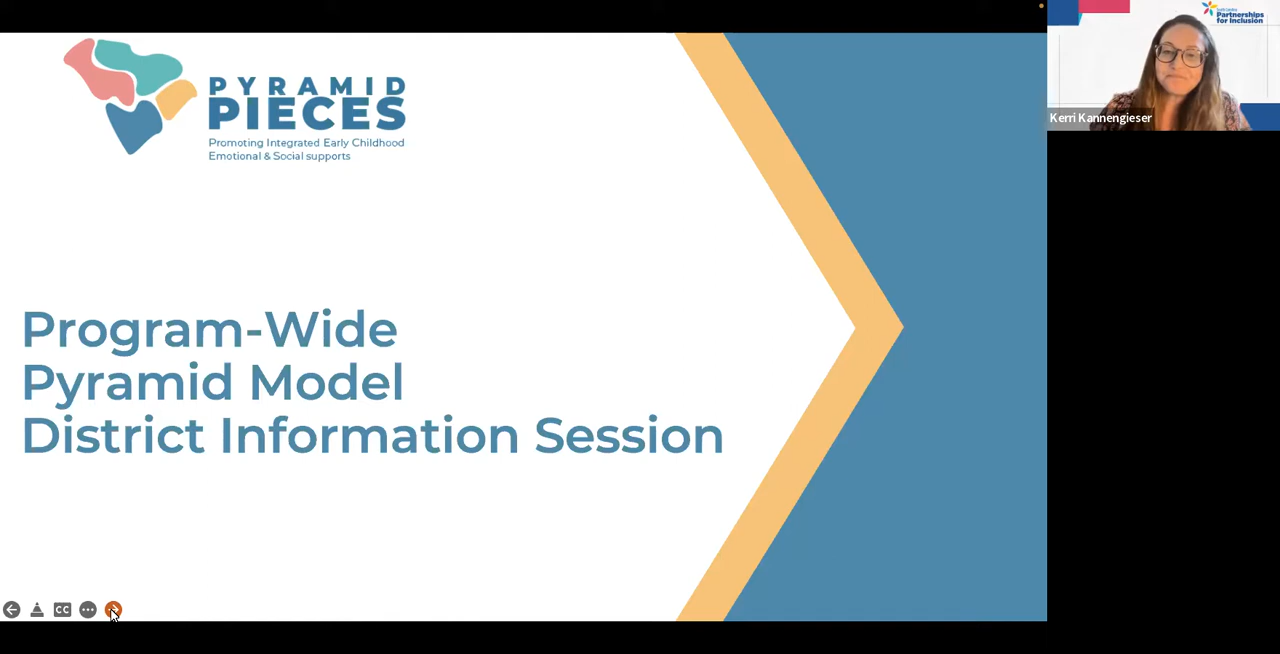 PYRAMID
PIECES
Promoting Integrated Early Childhood
Emotional & Social supports
Program-Wide
Pyramid Model
District Information Session
CC
Partnerships
for Inclusion
Kerri Kannengieser